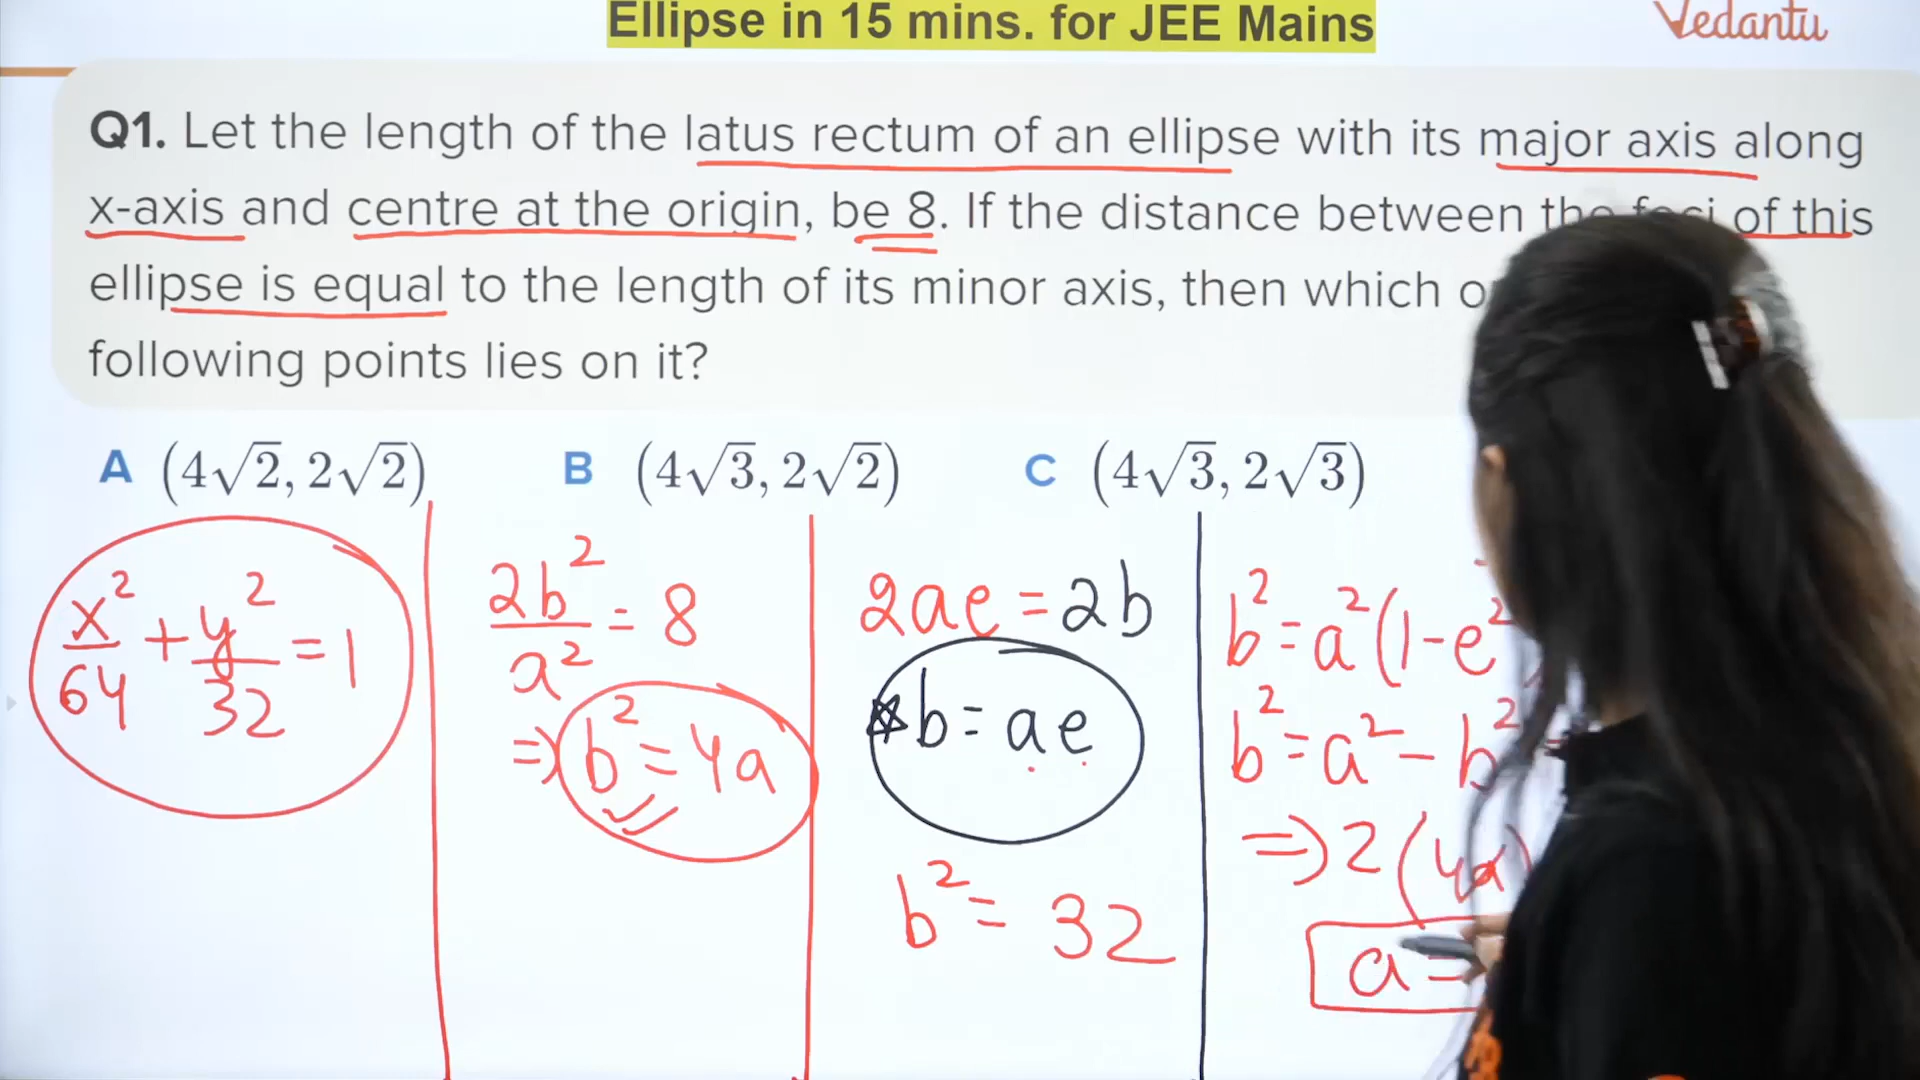 Ellipse in 15 mins. for JEE Mains
Vedantu
Q1. Let the length of the latus rectum of an ellipse with its major axis along
x-axis and centre at the origin, be 8. If the distance between the foci of this
ellipse is equal to the length of its minor axis, then which
following points lies on it?
A (4√2, 2√2) B (4√3, 2√2) C (4√3, 2√3)
x²/64 + y²/32 = 1
2b²/a² = 8
⇒ b² = 4a
2ae = 2b
b = ae
b² = 32
b² = a²(1-e²
b² = a² - b²
⇒ 2(4a)
a =